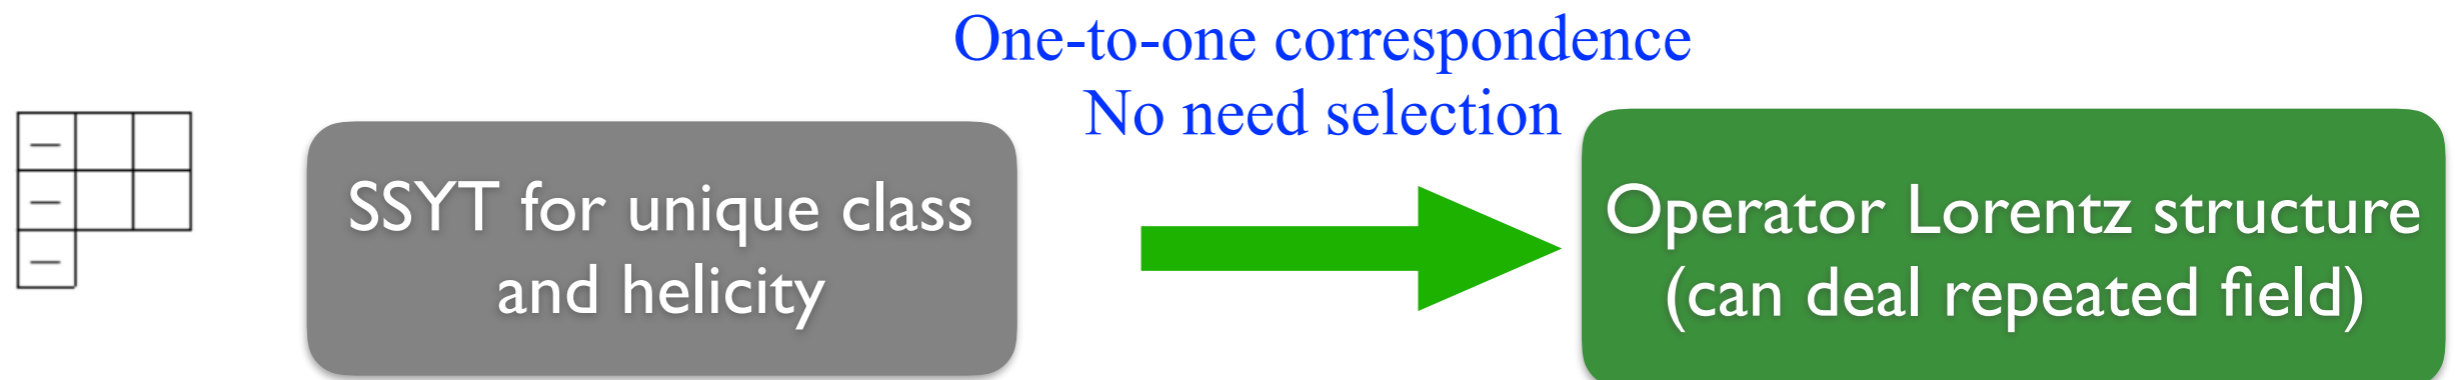 One-to-one correspondence
No need selection
SSYT for unique class
and helicity
Operator Lorentz structure
(can deal repeated field)